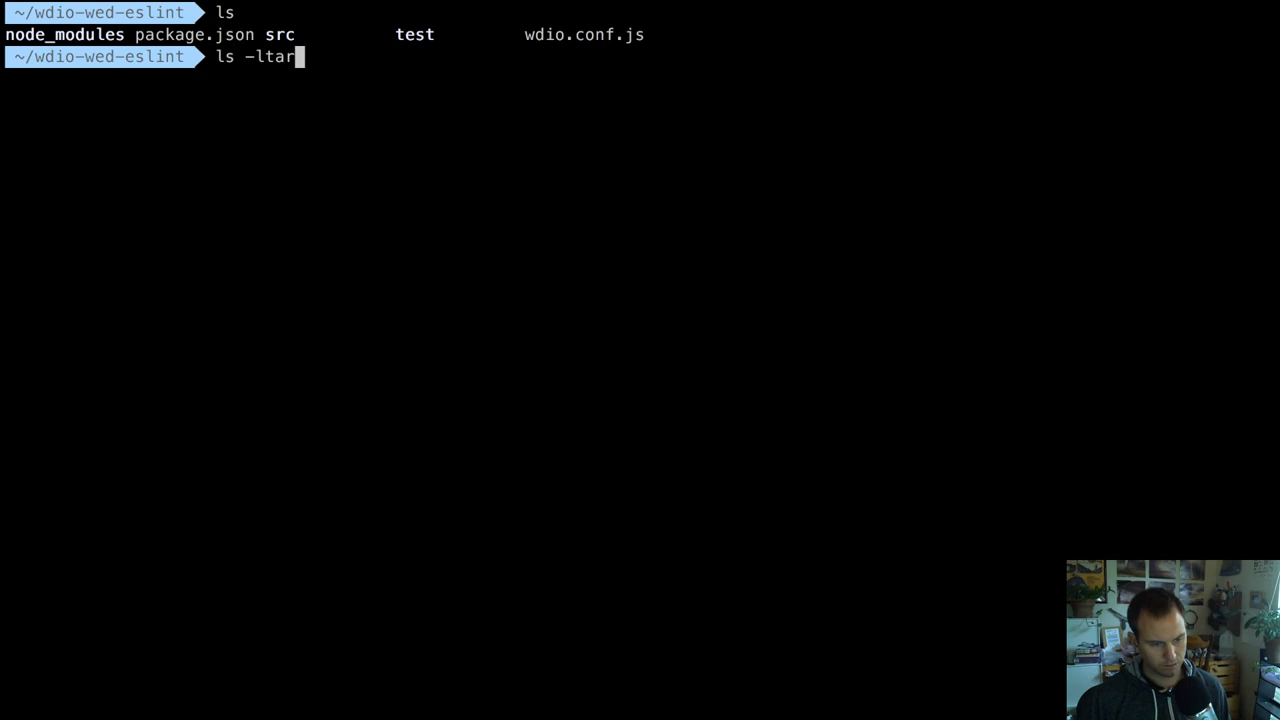 ~/wdio-wed-eslint ls
node_modules package.json src test wdio.conf.js
~/wdio-wed-eslint ls -ltar